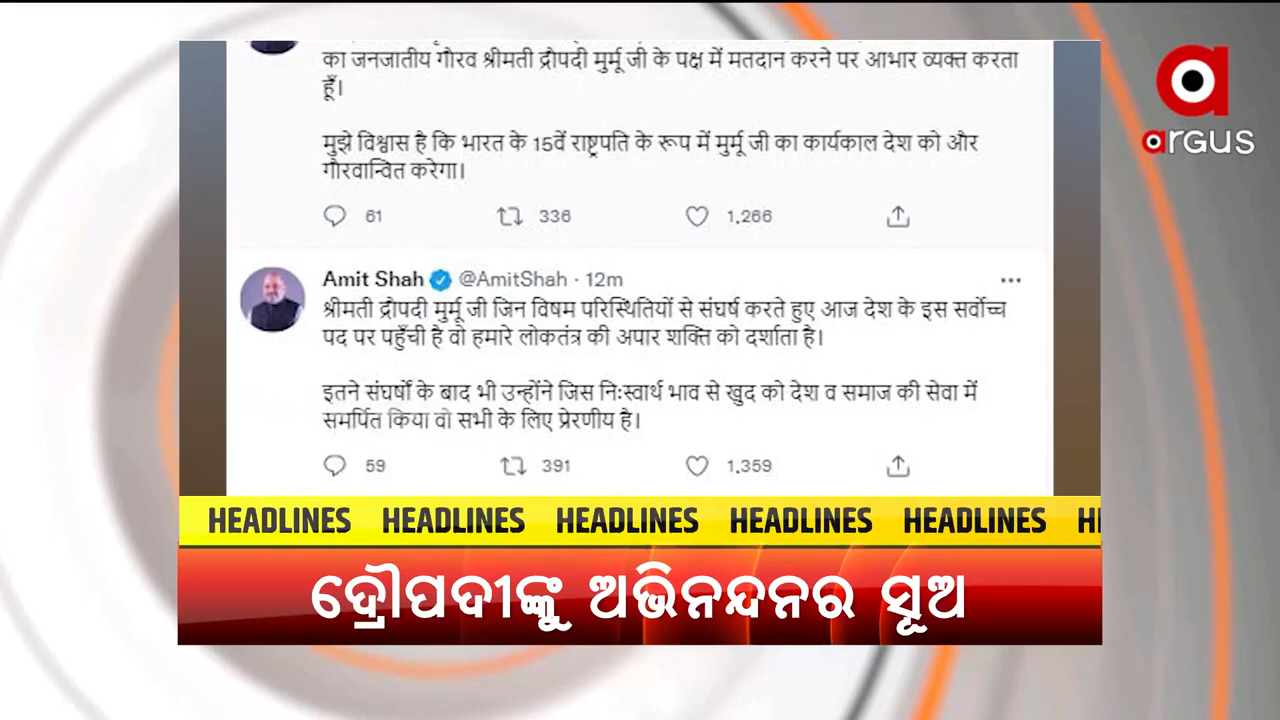 का जनजातीय गौरव श्रीमती द्रौपदी मुर्मू जी के पक्ष में मतदान करने पर आभार व्यक्त करता
हूँ।
मुझे विश्वास है कि भारत के 15वें राष्ट्रपति के रूप में मुर्मू जी का कार्यकाल देश को और
गौरवान्वित करेगा।
61 336 1,266
Amit Shah @AmitShah · 12m
श्रीमती द्रौपदी मुर्मू जी जिन विषम परिस्थितियों से संघर्ष करते हुए आज देश के इस सर्वोच्च
पद पर पहुँची है वो हमारे लोकतंत्र की अपार शक्ति को दर्शाता है।
इतने संघर्षों के बाद भी उन्होंने जिस निःस्वार्थ भाव से खुद को देश व समाज की सेवा में
समर्पित किया वो सभी के लिए प्रेरणीय है।
59 391 1,359
argus
HEADLINES HEADLINES HEADLINES HEADLINES HEADLINES H
ଦ୍ରୌପଦୀଙ୍କୁ ଅଭିନନ୍ଦନର ସୂଅ